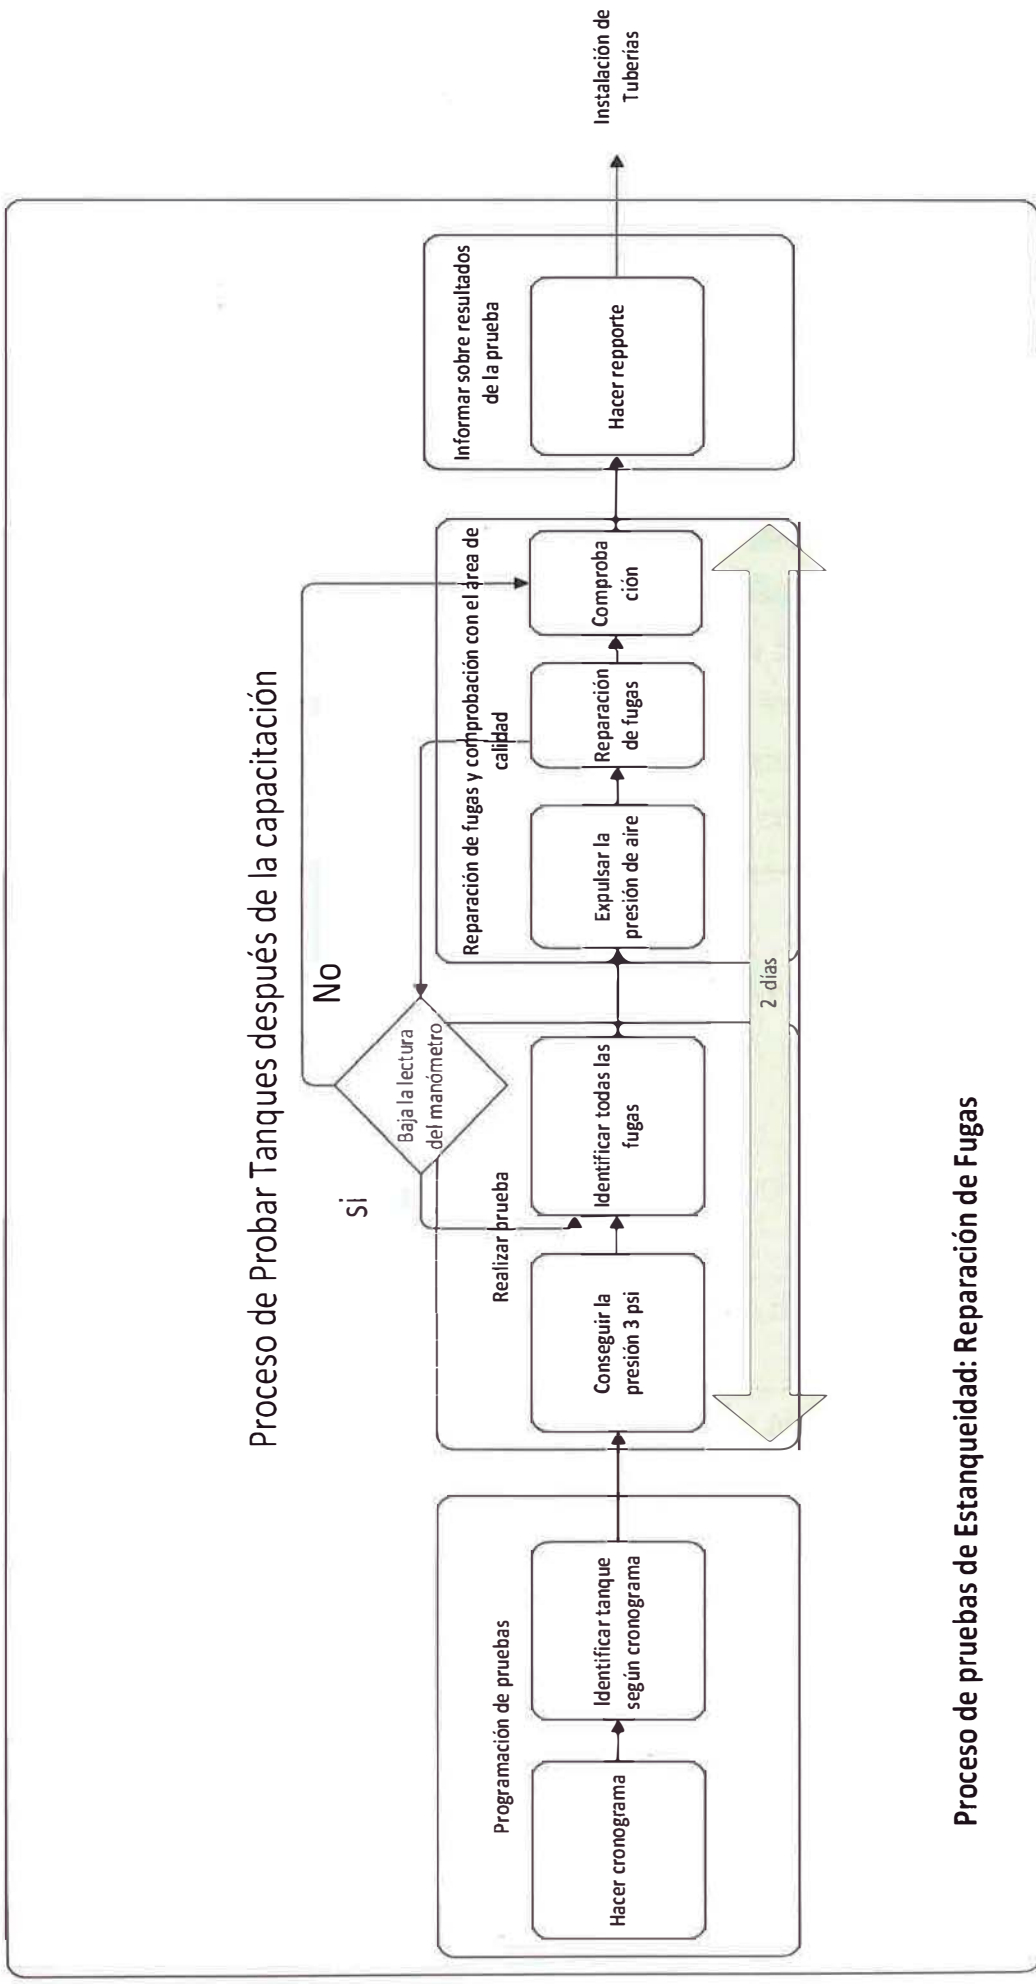 Proceso de Probar Tanques después de la capacitación
No
si
Baja la lectura
del manómetro
Programación de pruebas
Hacer cronograma
Identificar tanque
según cronograma
Realizar prueba
Conseguir la
presión 3 psi
Identificar todas las
fugas
Reparación de fugas y comprobación con el área de
calidad
Expulsar la
presión de aire
Reparación
de fugas
Comproba
ción
Informar sobre resultados
de la prueba
Hacer repporte
Instalación de
Tuberías
2 días
Proceso de pruebas de Estanqueidad: Reparación de Fugas